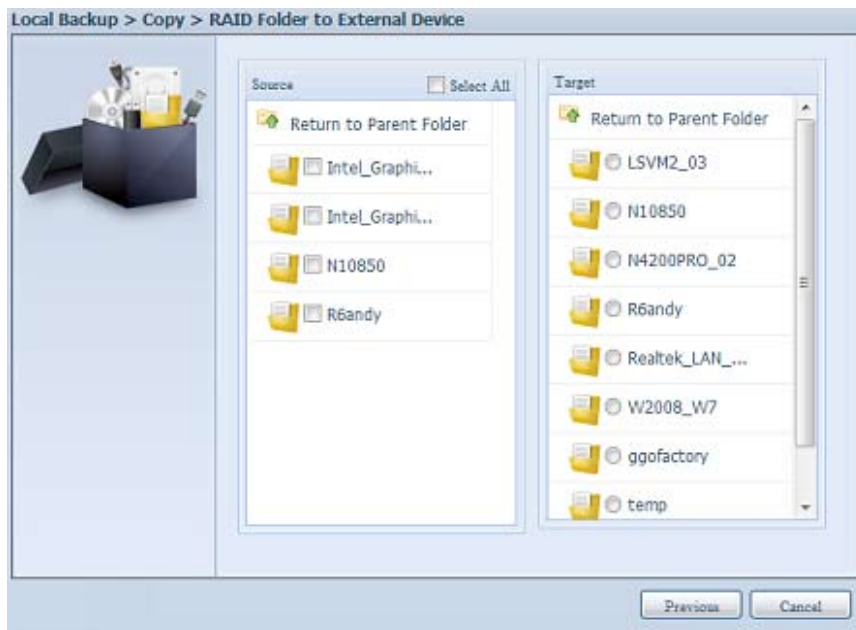 Local Backup > Copy > RAID Folder to External Device
Source
Select All
Return to Parent Folder
Intel_Graphi...
Intel_Graphi...
N10850
R6andy
Target
Return to Parent Folder
LSVM2_03
N10850
N4200PRO_02
R6andy
Realtek_LAN_...
W2008_W7
ggofactory
temp
Previous
Cancel